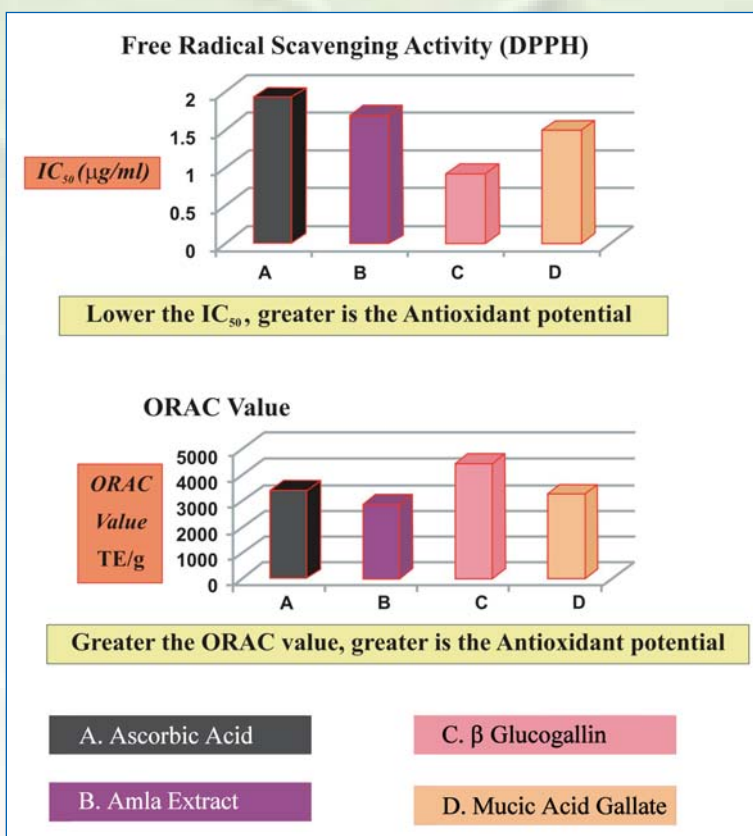 Free Radical Scavenging Activity (DPPH)
IC₅₀ (μg/ml)
2
1.5
1
0.5
0
A B C D
Lower the IC₅₀, greater is the Antioxidant potential
ORAC Value
ORAC
Value
TE/g
5000
4000
3000
2000
1000
0
A B C D
Greater the ORAC value, greater is the Antioxidant potential
A. Ascorbic Acid
C. β Glucogallin
B. Amla Extract
D. Mucic Acid Gallate